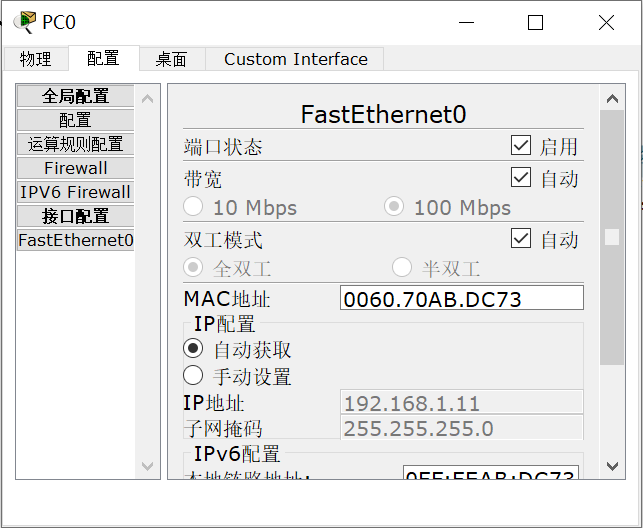 PC0
物理 配置 桌面 Custom Interface
全局配置
配置
运算规则配置
Firewall
IPV6 Firewall
接口配置
FastEthernet0
FastEthernet0
端口状态 启用
带宽 自动
10 Mbps 100 Mbps
双工模式 自动
全双工 半双工
MAC地址 0060.70AB.DC73
IP配置
自动获取
手动设置
IP地址 192.168.1.11
子网掩码 255.255.255.0
IPv6配置
本地链路地址: 0FF:FEAB:DC73